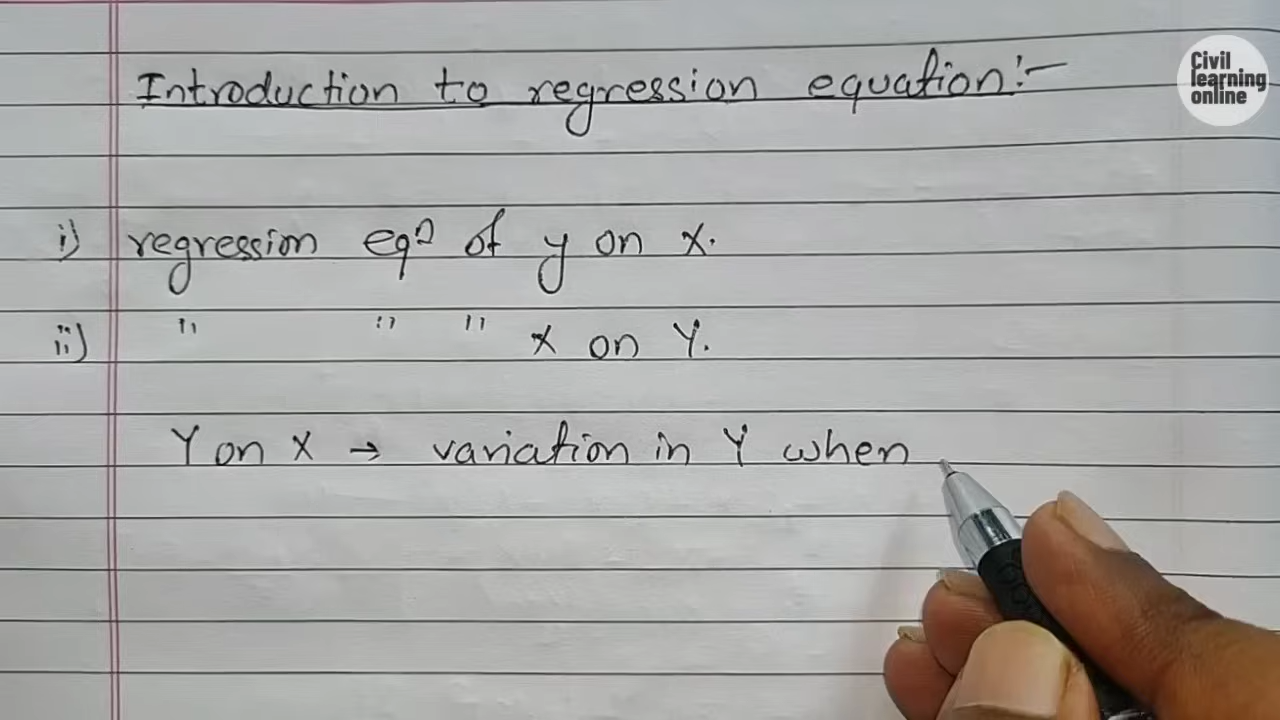 Introduction to regression equation:-
i) regression eqn of y on x.
ii) " " " x on Y.
Y on X → variation in Y when
Civil
learning
online